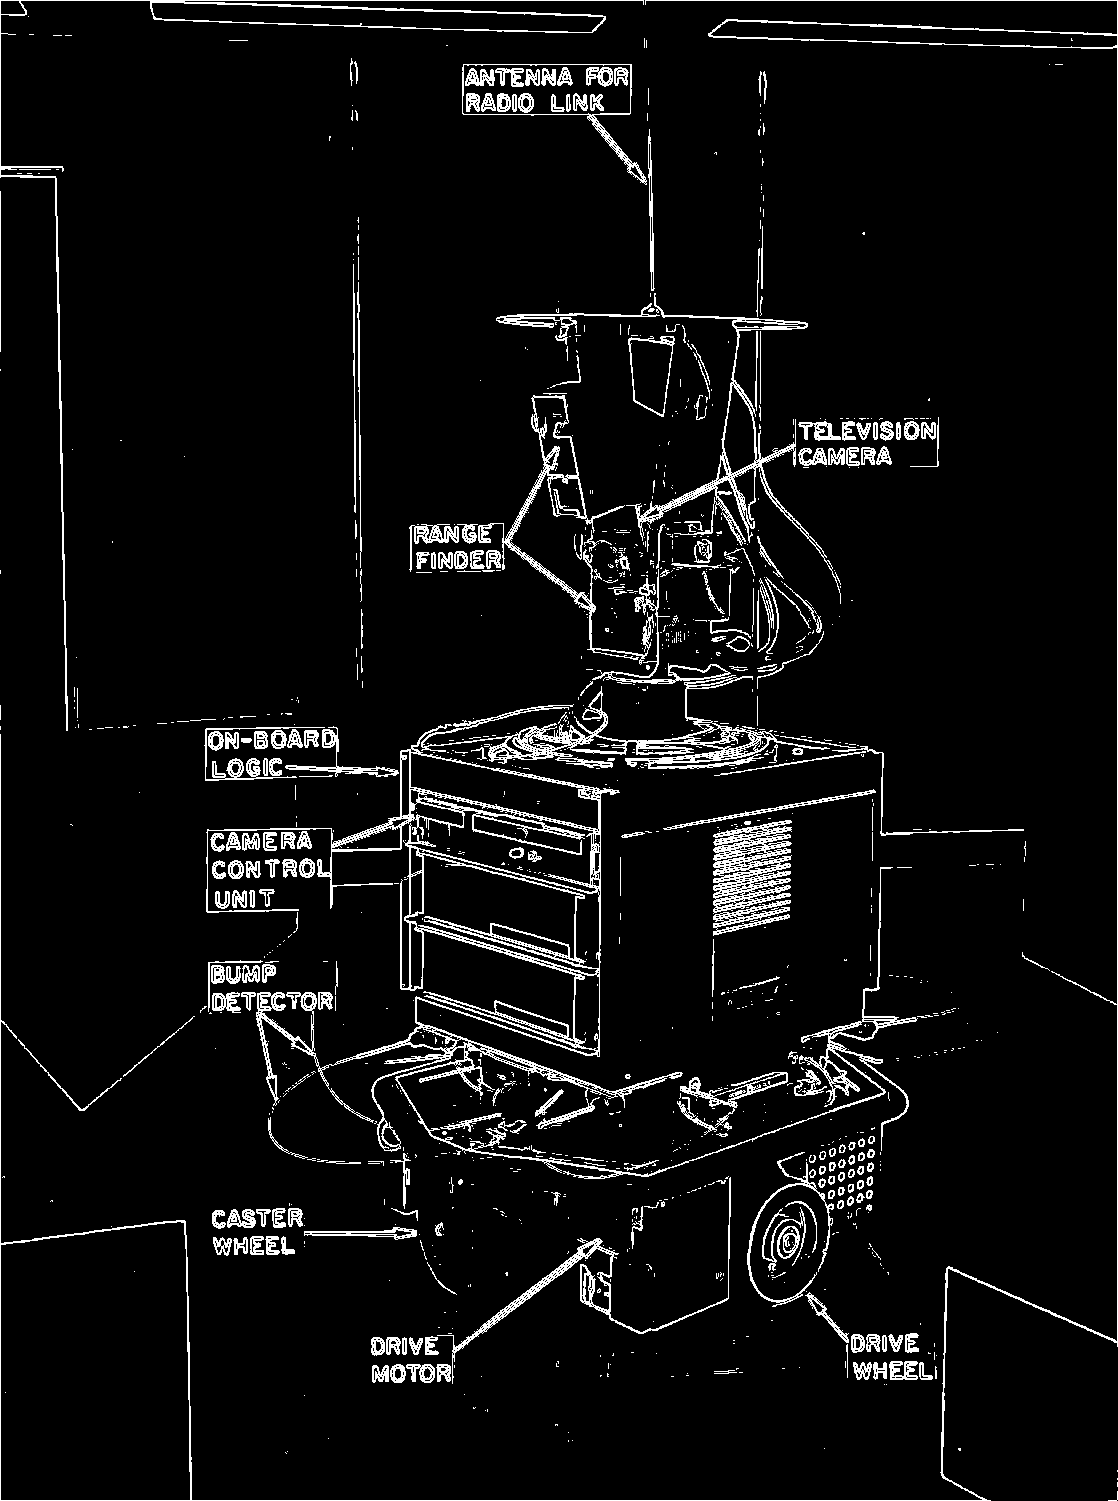 ANTENNA FOR
RADIO LINK
TELEVISION
CAMERA
RANGE
FINDER
ON-BOARD
LOGIC
CAMERA
CONTROL
UNIT
BUMP
DETECTOR
CASTER
WHEEL
DRIVE
MOTOR
DRIVE
WHEEL